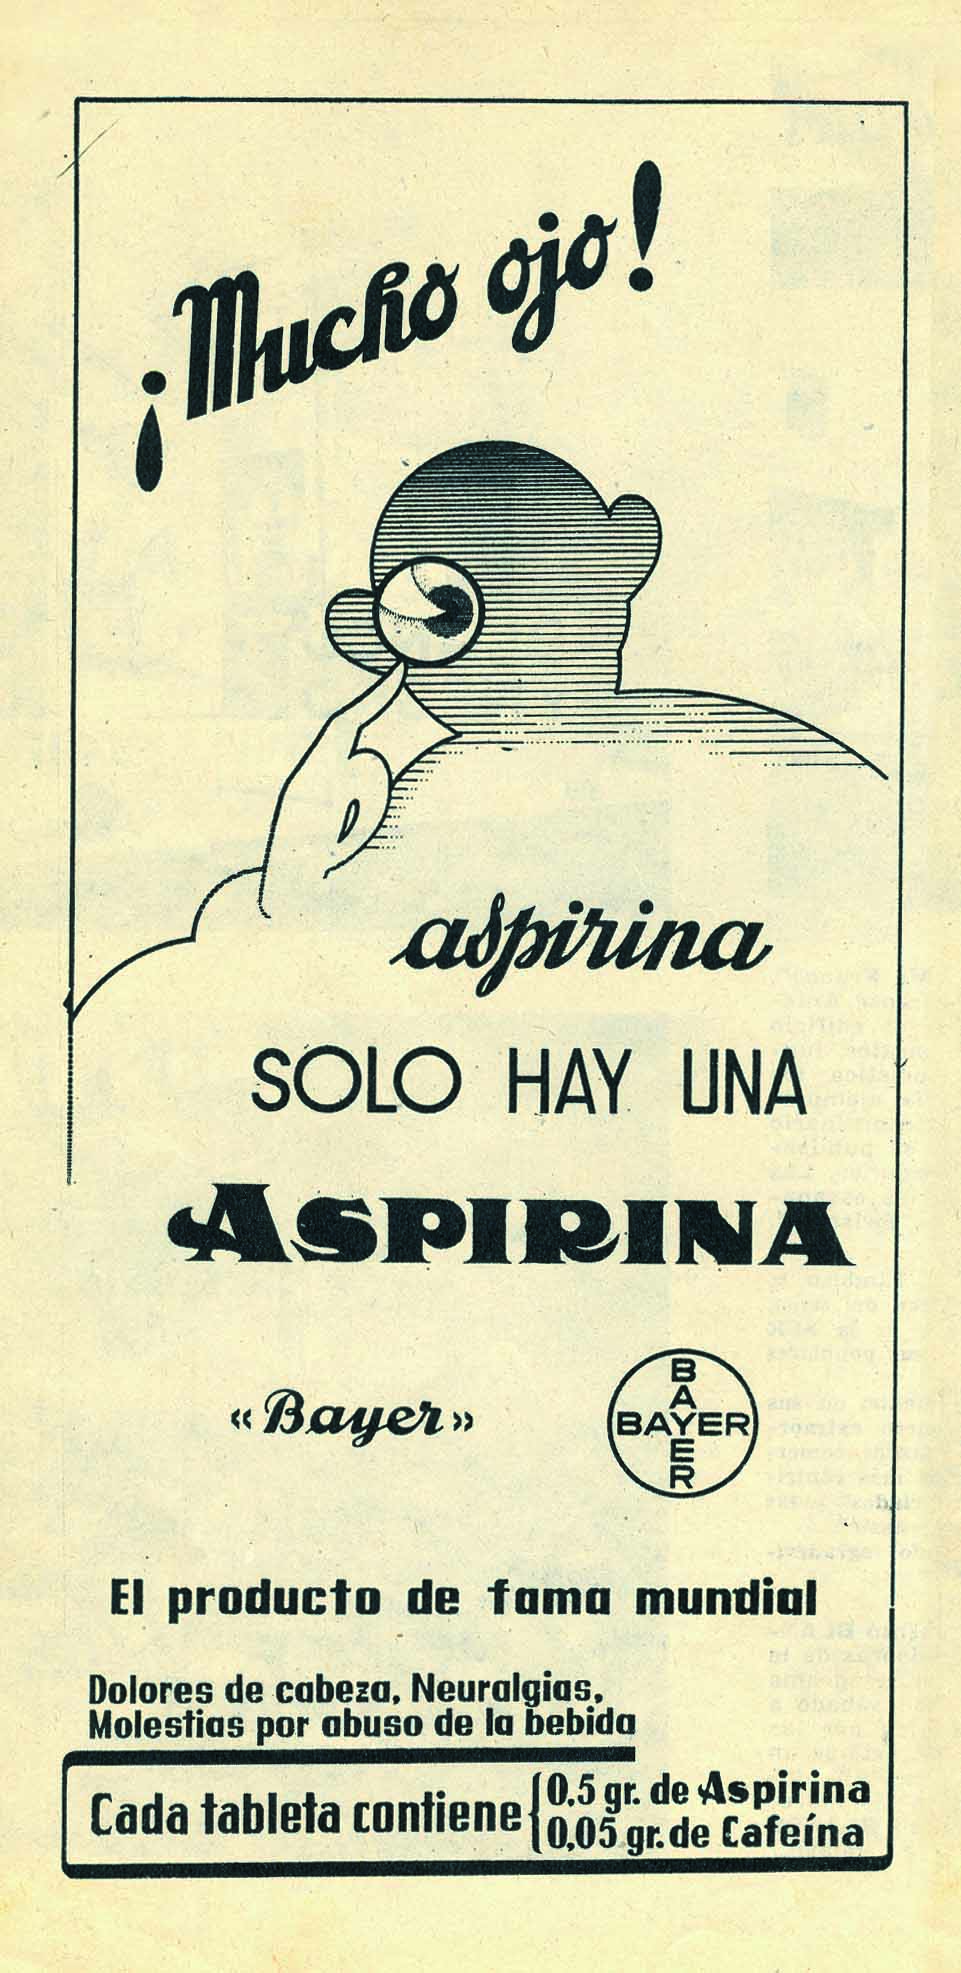 ¡Mucho ojo!
aspirina
SOLO HAY UNA
ASPIRINA
«Bayer»
BAYER
BAYER
El producto de fama mundial
Dolores de cabeza, Neuralgias,
Molestias por abuso de la bebida
Cada tableta contiene { 0,5 gr. de Aspirina
0,05 gr. de Cafeína